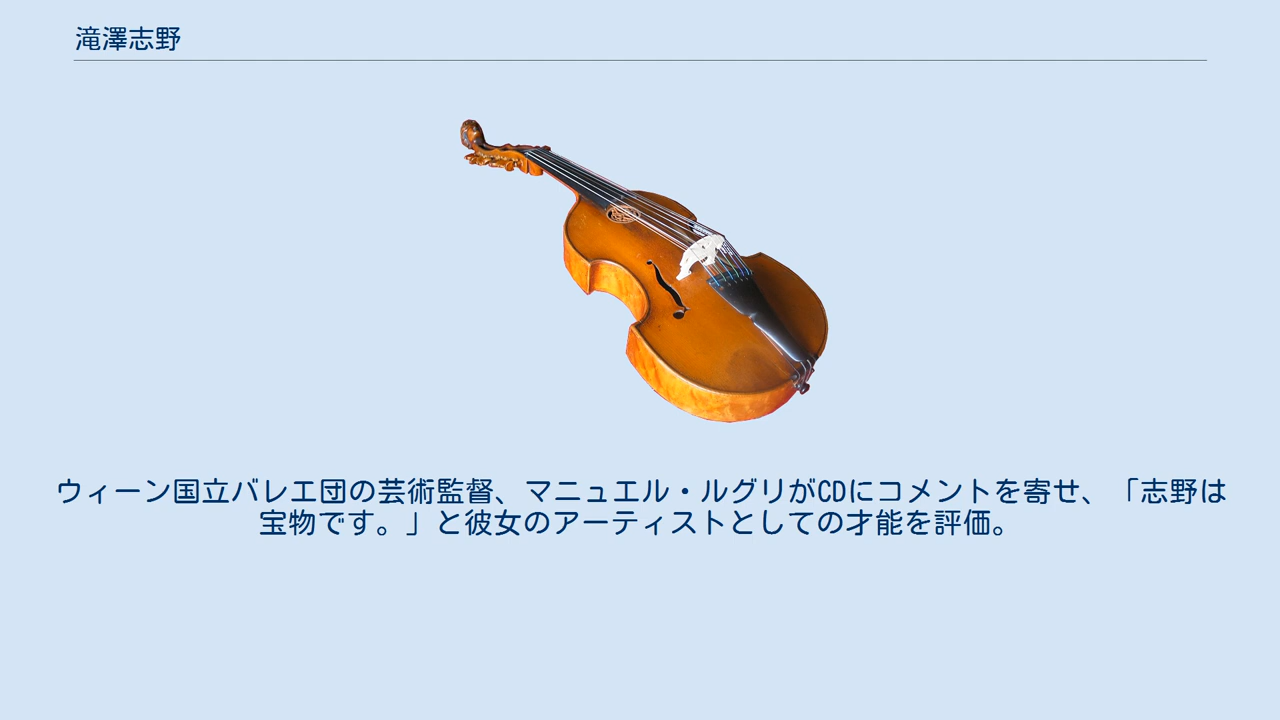 滝澤志野
ウィーン国立バレエ団の芸術監督、マニュエル・ルグリがCDにコメントを寄せ、「志野は
宝物です。」と彼女のアーティストとしての才能を評価。